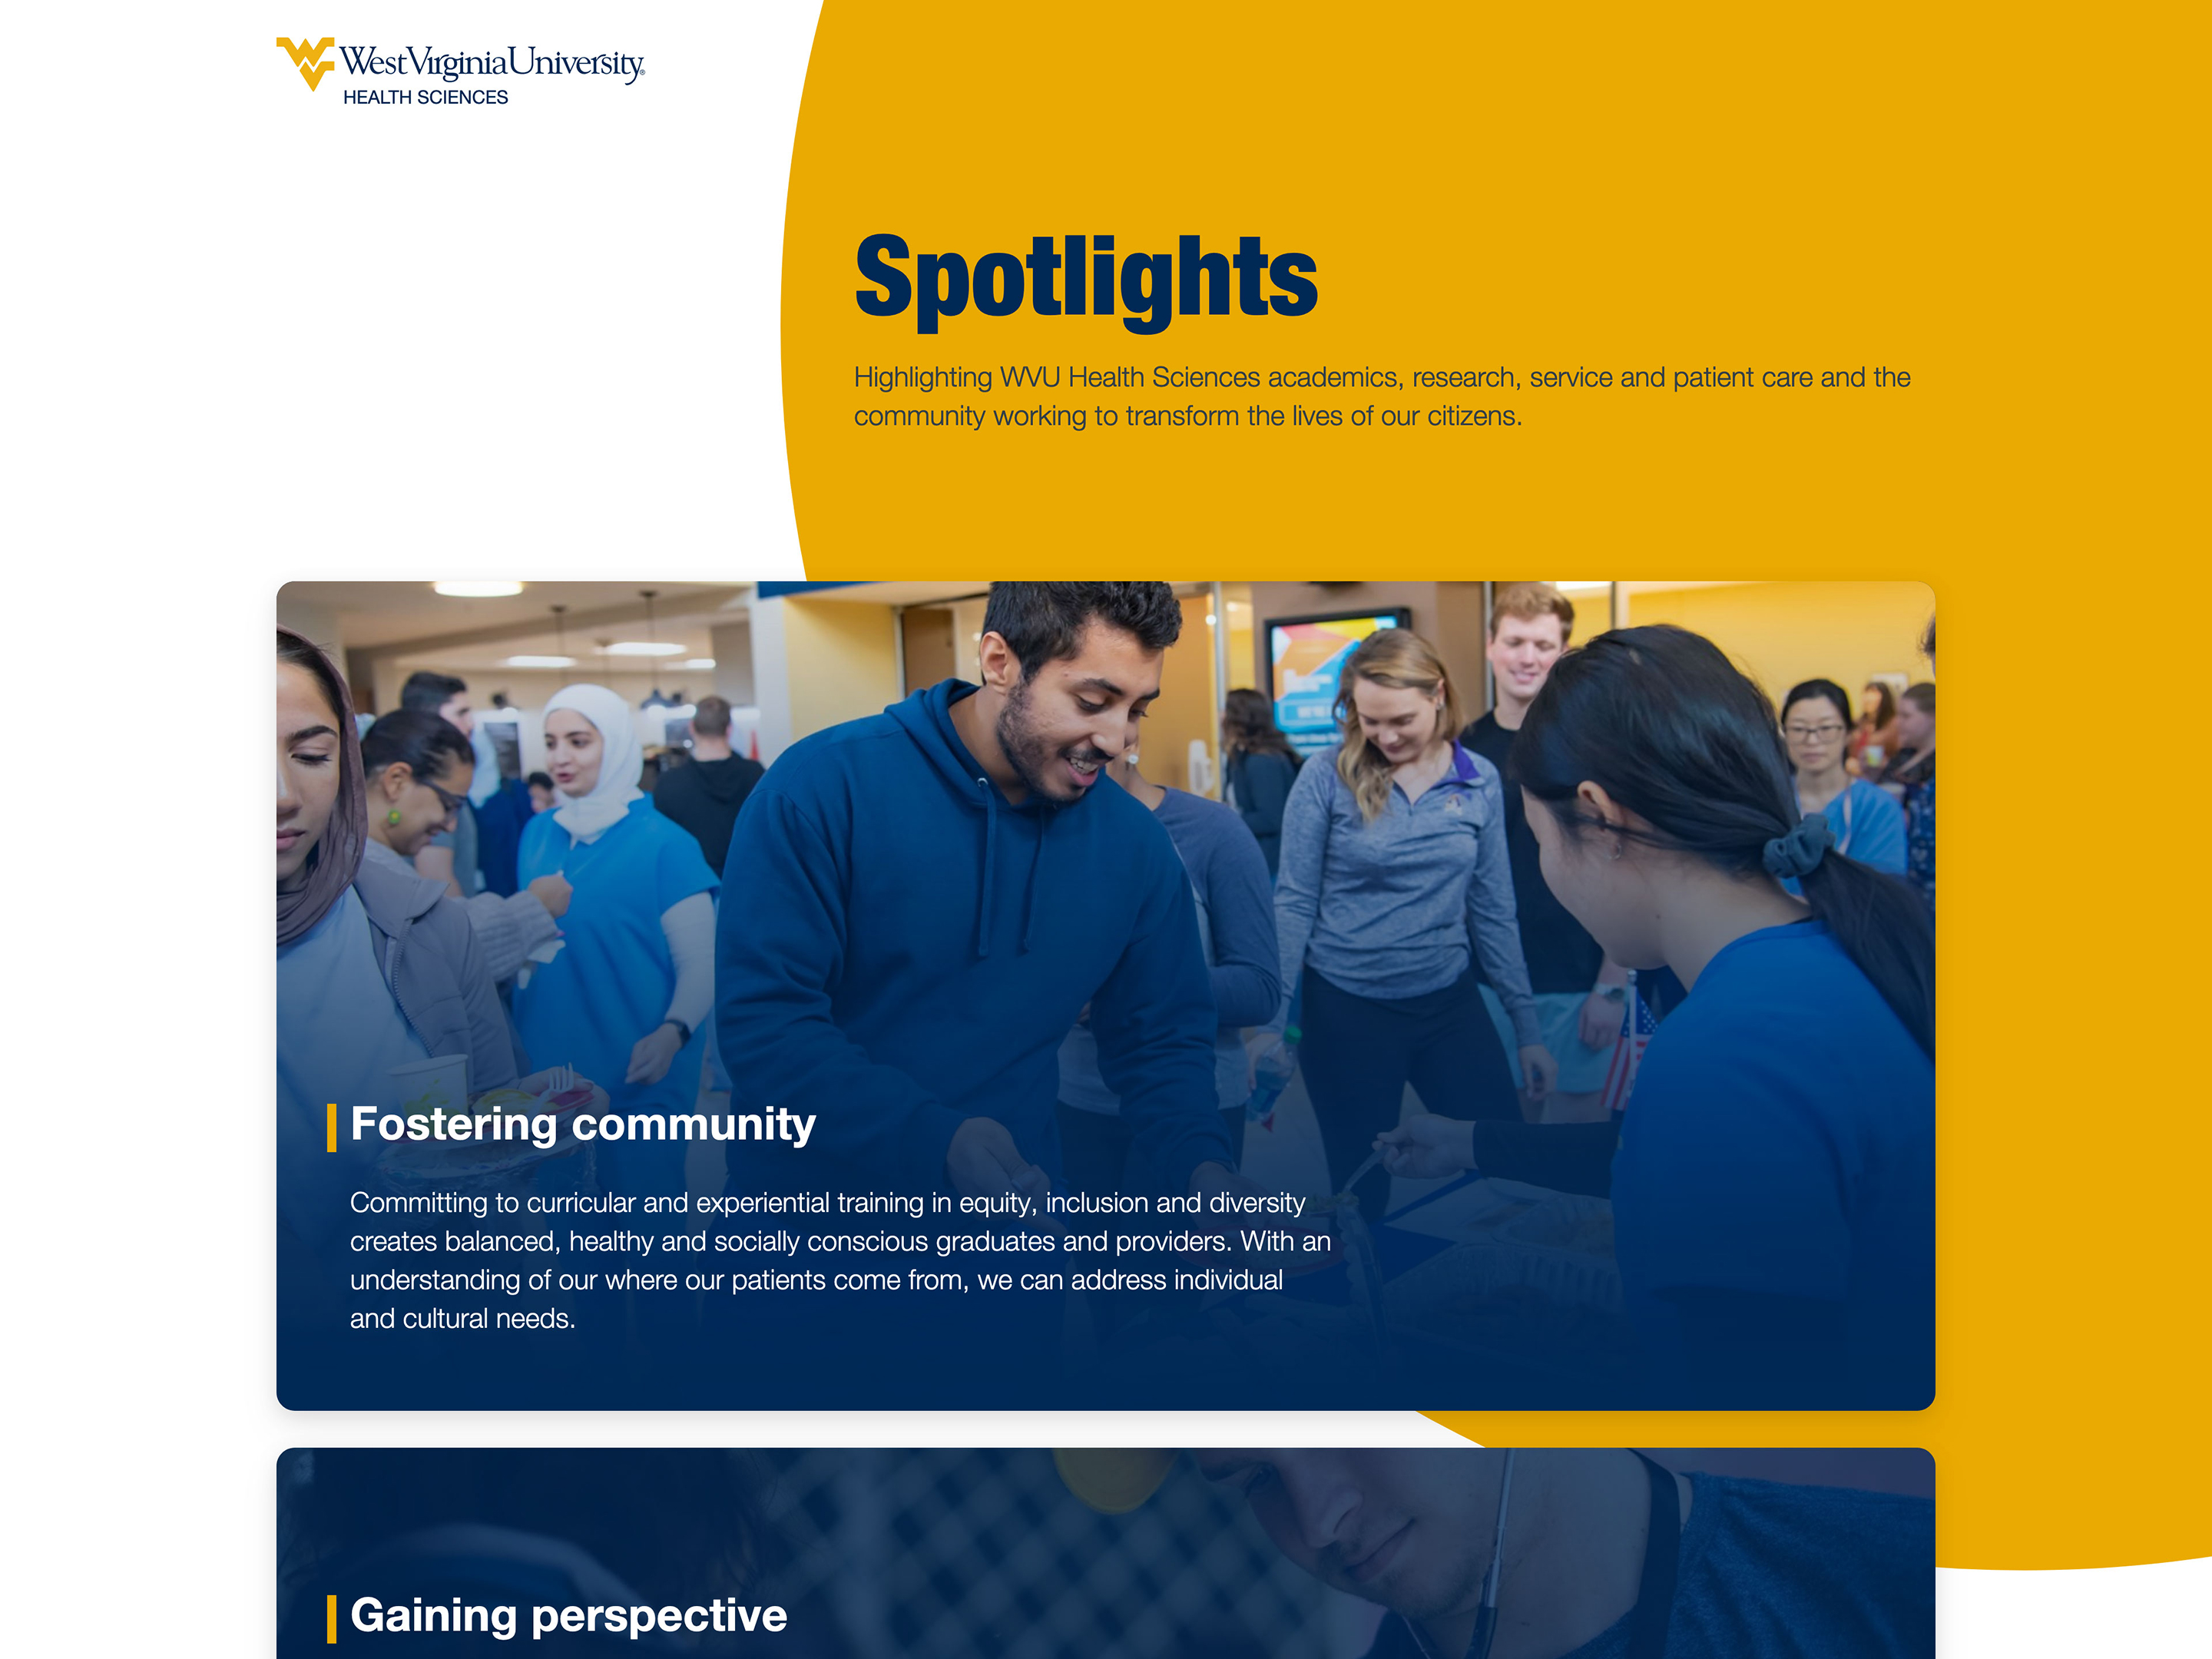 WestVirginiaUniversity®
HEALTH SCIENCES
Spotlights
Highlighting WVU Health Sciences academics, research, service and patient care and the
community working to transform the lives of our citizens.
Fostering community
Committing to curricular and experiential training in equity, inclusion and diversity
creates balanced, healthy and socially conscious graduates and providers. With an
understanding of our where our patients come from, we can address individual
and cultural needs.
Gaining perspective